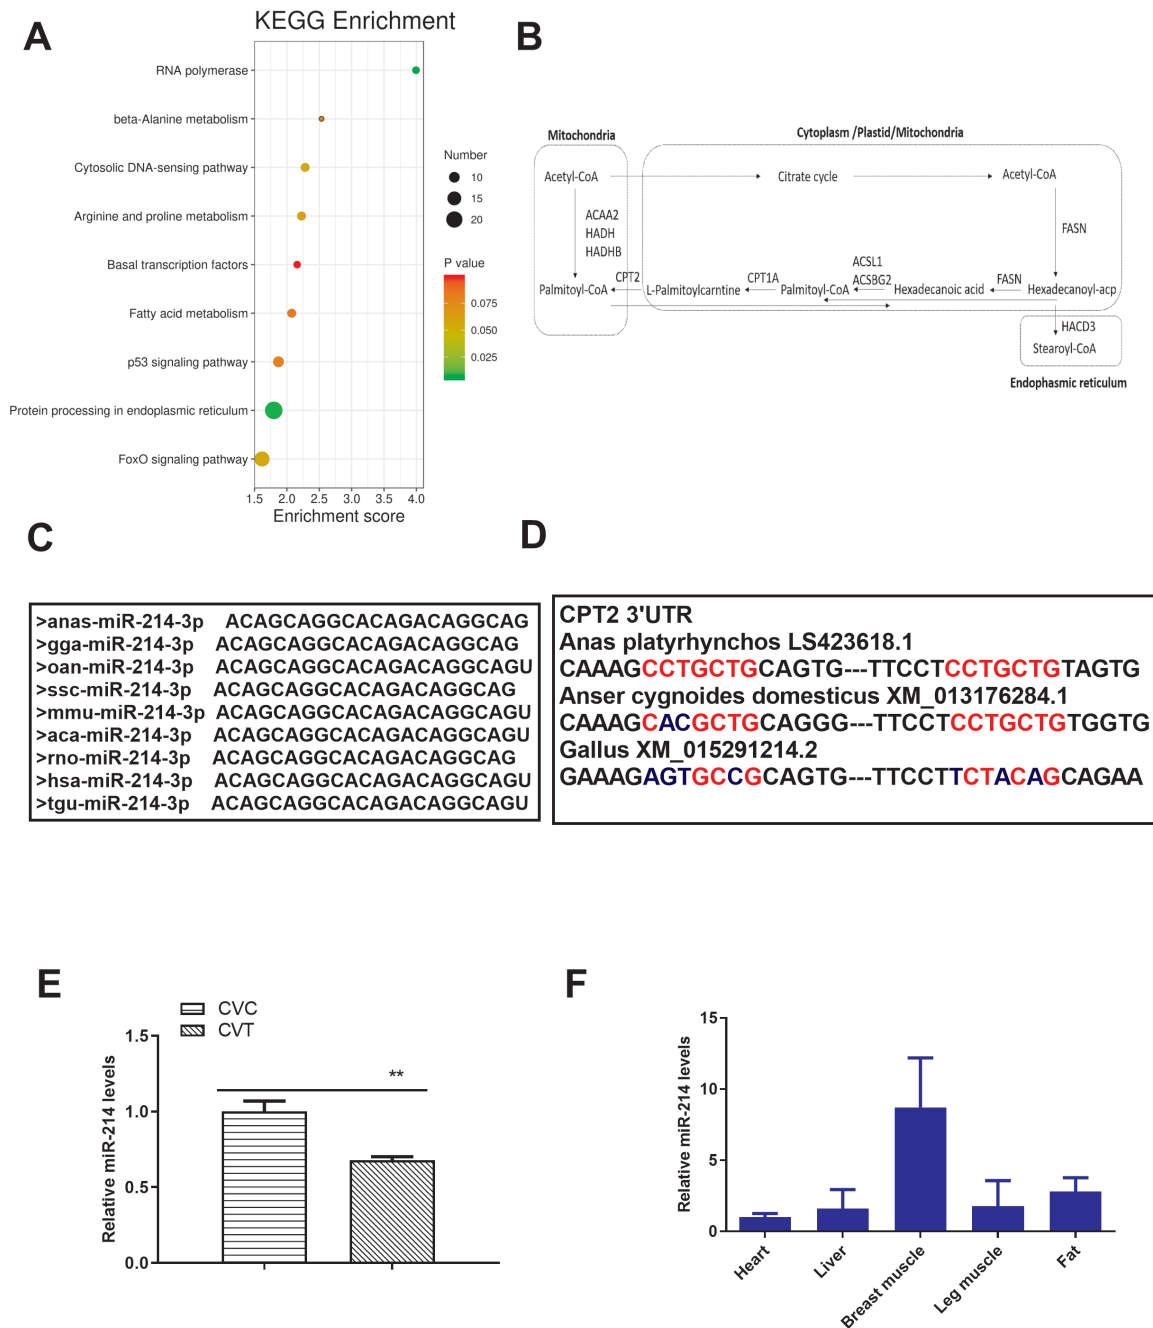 A
KEGG Enrichment
RNA polymerase
beta-Alanine metabolism
Cytosolic DNA-sensing pathway
Arginine and proline metabolism
Basal transcription factors
Fatty acid metabolism
p53 signaling pathway
Protein processing in endoplasmic reticulum
FoxO signaling pathway
1.5 2.0 2.5 3.0 3.5 4.0
Enrichment score
Number
10
15
20
P value
0.075
0.050
0.025
B
Mitochondria
Cytoplasm /Plastid/Mitochondria
Acetyl-CoA
Citrate cycle
Acetyl-CoA
ACAA2
HADH
HADHB
FASN
CPT2
CPT1A
ACSL1
ACSBG2
FASN
Palmitoyl-CoA
L-Palmitoylcarntine
Palmitoyl-CoA
Hexadecanoic acid
Hexadecanoyl-acp
HACD3
Stearoyl-CoA
Endophasmic reticulum
C
>anas-miR-214-3p ACAGCAGGCACAGACAGGCAG
>gga-miR-214-3p ACAGCAGGCACAGACAGGCAG
>oan-miR-214-3p ACAGCAGGCACAGACAGGCAGU
>ssc-miR-214-3p ACAGCAGGCACAGACAGGCAG
>mmu-miR-214-3p ACAGCAGGCACAGACAGGCAGU
>aca-miR-214-3p ACAGCAGGCACAGACAGGCAGU
>rno-miR-214-3p ACAGCAGGCACAGACAGGCAG
>hsa-miR-214-3p ACAGCAGGCACAGACAGGCAGU
>tgu-miR-214-3p ACAGCAGGCACAGACAGGCAGU
D
CPT2 3'UTR
Anas platyrhynchos LS423618.1
CAAAGCCTGCTGCAGTG---TTCCTCCTGCTGTAGTG
Anser cygnoides domesticus XM_013176284.1
CAAAGCACGCTGCAGGG---TTCCTCCTGCTGTGGTG
Gallus XM_015291214.2
GAAAGAGTGCCGCAGTG---TTCCTTCTACAGCAGAA
E
CVC
CVT
Relative miR-214 levels
1.5
1.0
0.5
0.0
**
F
Relative miR-214 levels
15
10
5
0
Heart
Liver
Breast muscle
Leg muscle
Fat